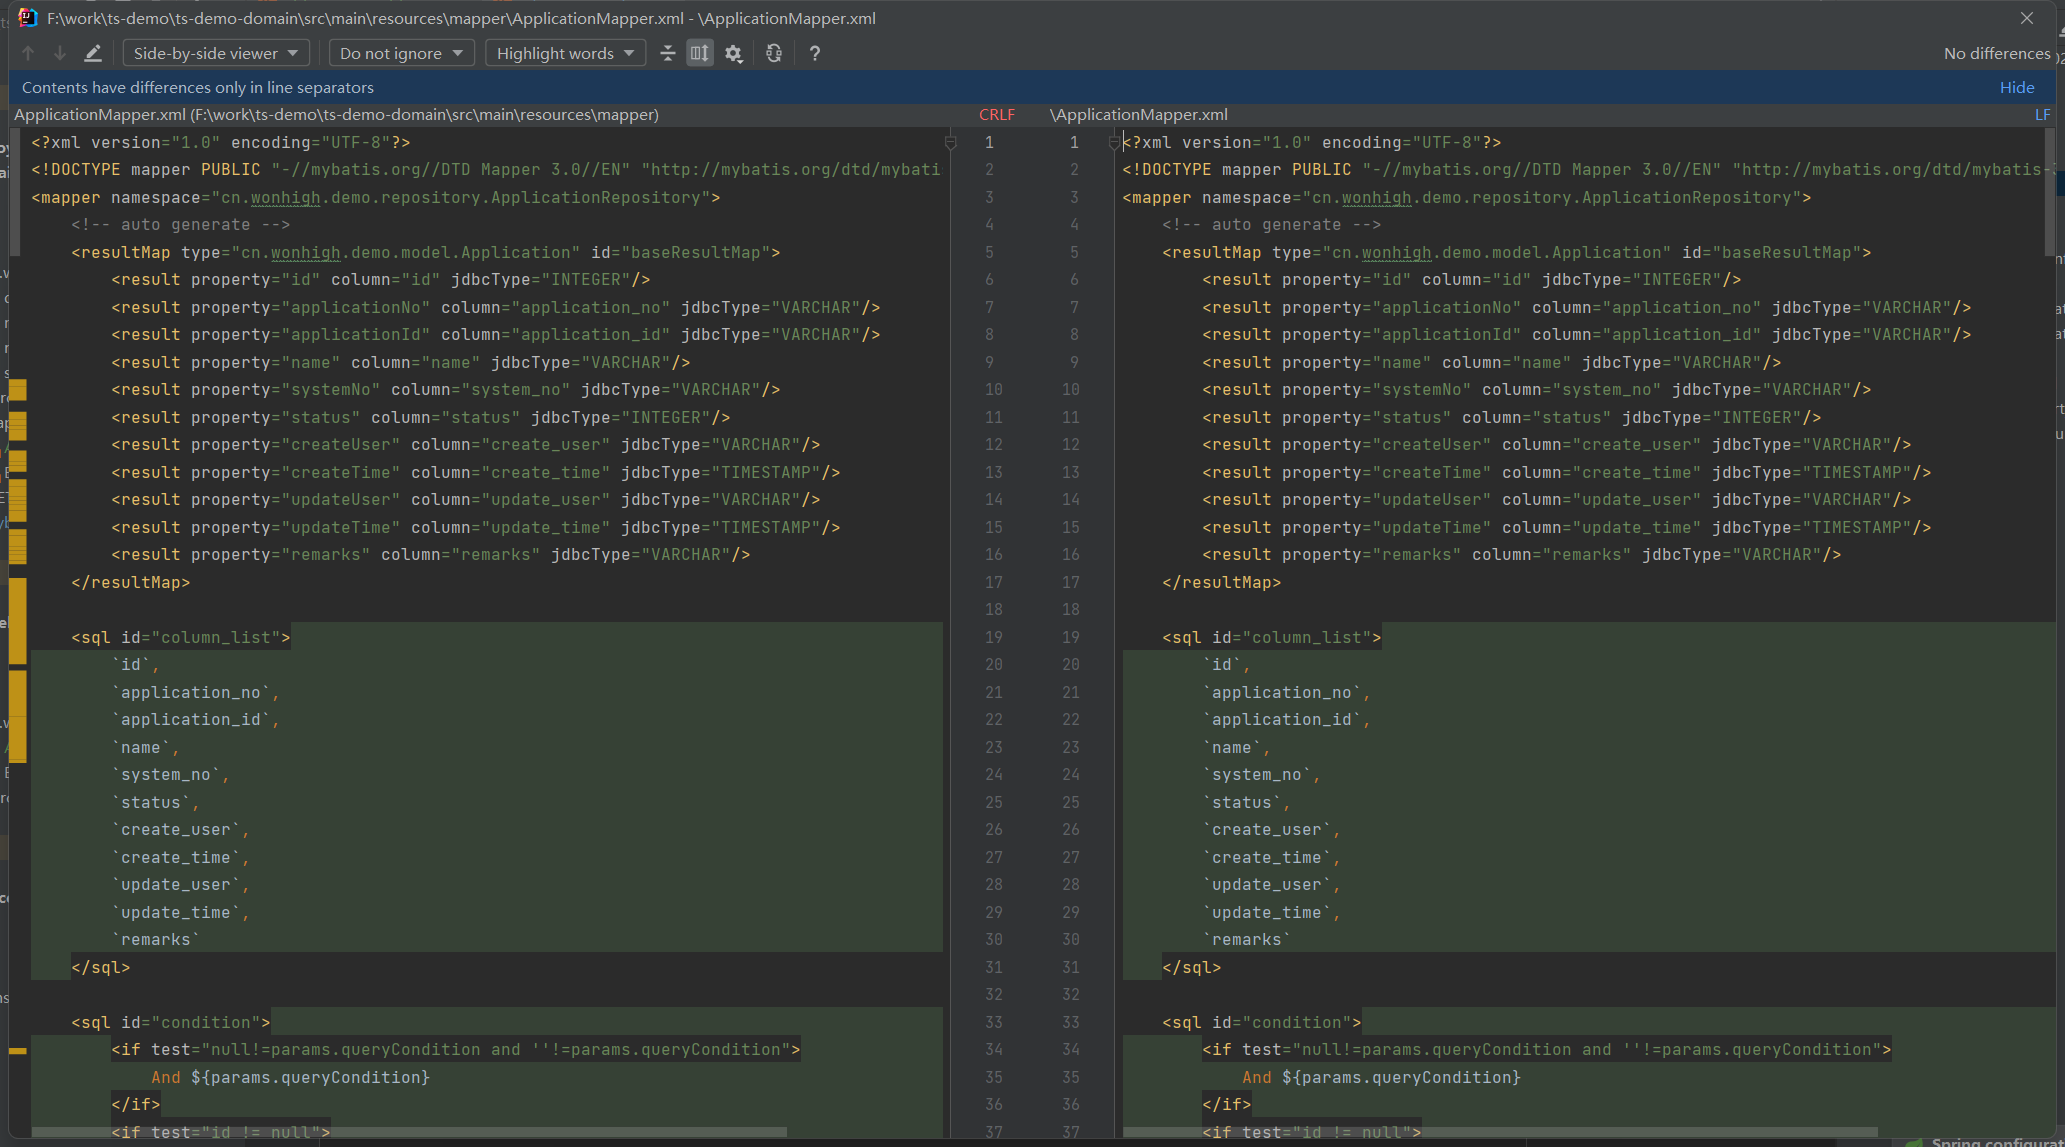 F:\work\ts-demo\ts-demo-domain\src\main\resources\mapper\ApplicationMapper.xml - \ApplicationMapper.xml
Side-by-side viewer
Do not ignore
Highlight words
?
No differences
Contents have differences only in line separators
Hide
ApplicationMapper.xml (F:\work\ts-demo\ts-demo-domain\src\main\resources\mapper)
CRLF
\ApplicationMapper.xml
LF
<?xml version="1.0" encoding="UTF-8"?> 1 1 <?xml version="1.0" encoding="UTF-8"?>
<!DOCTYPE mapper PUBLIC "-//mybatis.org//DTD Mapper 3.0//EN" "http://mybatis.org/dtd/mybati 2 2 <!DOCTYPE mapper PUBLIC "-//mybatis.org//DTD Mapper 3.0//EN" "http://mybatis.org/dtd/mybatis-
<mapper namespace="cn.wonhigh.demo.repository.ApplicationRepository"> 3 3 <mapper namespace="cn.wonhigh.demo.repository.ApplicationRepository">
<!-- auto generate --> 4 4 <!-- auto generate -->
<resultMap type="cn.wonhigh.demo.model.Application" id="baseResultMap"> 5 5 <resultMap type="cn.wonhigh.demo.model.Application" id="baseResultMap">
<result property="id" column="id" jdbcType="INTEGER"/> 6 6 <result property="id" column="id" jdbcType="INTEGER"/>
<result property="applicationNo" column="application_no" jdbcType="VARCHAR"/> 7 7 <result property="applicationNo" column="application_no" jdbcType="VARCHAR"/>
<result property="applicationId" column="application_id" jdbcType="VARCHAR"/> 8 8 <result property="applicationId" column="application_id" jdbcType="VARCHAR"/>
<result property="name" column="name" jdbcType="VARCHAR"/> 9 9 <result property="name" column="name" jdbcType="VARCHAR"/>
<result property="systemNo" column="system_no" jdbcType="VARCHAR"/> 10 10 <result property="systemNo" column="system_no" jdbcType="VARCHAR"/>
<result property="status" column="status" jdbcType="INTEGER"/> 11 11 <result property="status" column="status" jdbcType="INTEGER"/>
<result property="createUser" column="create_user" jdbcType="VARCHAR"/> 12 12 <result property="createUser" column="create_user" jdbcType="VARCHAR"/>
<result property="createTime" column="create_time" jdbcType="TIMESTAMP"/> 13 13 <result property="createTime" column="create_time" jdbcType="TIMESTAMP"/>
<result property="updateUser" column="update_user" jdbcType="VARCHAR"/> 14 14 <result property="updateUser" column="update_user" jdbcType="VARCHAR"/>
<result property="updateTime" column="update_time" jdbcType="TIMESTAMP"/> 15 15 <result property="updateTime" column="update_time" jdbcType="TIMESTAMP"/>
<result property="remarks" column="remarks" jdbcType="VARCHAR"/> 16 16 <result property="remarks" column="remarks" jdbcType="VARCHAR"/>
</resultMap> 17 17 </resultMap>
18 18
<sql id="column_list"> 19 19 <sql id="column_list">
`id`, 20 20 `id`,
`application_no`, 21 21 `application_no`,
`application_id`, 22 22 `application_id`,
`name`, 23 23 `name`,
`system_no`, 24 24 `system_no`,
`status`, 25 25 `status`,
`create_user`, 26 26 `create_user`,
`create_time`, 27 27 `create_time`,
`update_user`, 28 28 `update_user`,
`update_time`, 29 29 `update_time`,
`remarks` 30 30 `remarks`
</sql> 31 31 </sql>
32 32
<sql id="condition"> 33 33 <sql id="condition">
<if test="null!=params.queryCondition and ''!=params.queryCondition"> 34 34 <if test="null!=params.queryCondition and ''!=params.queryCondition">
And ${params.queryCondition} 35 35 And ${params.queryCondition}
</if> 36 36 </if>
<if test="id != null"> 37 37 <if test="id != null">